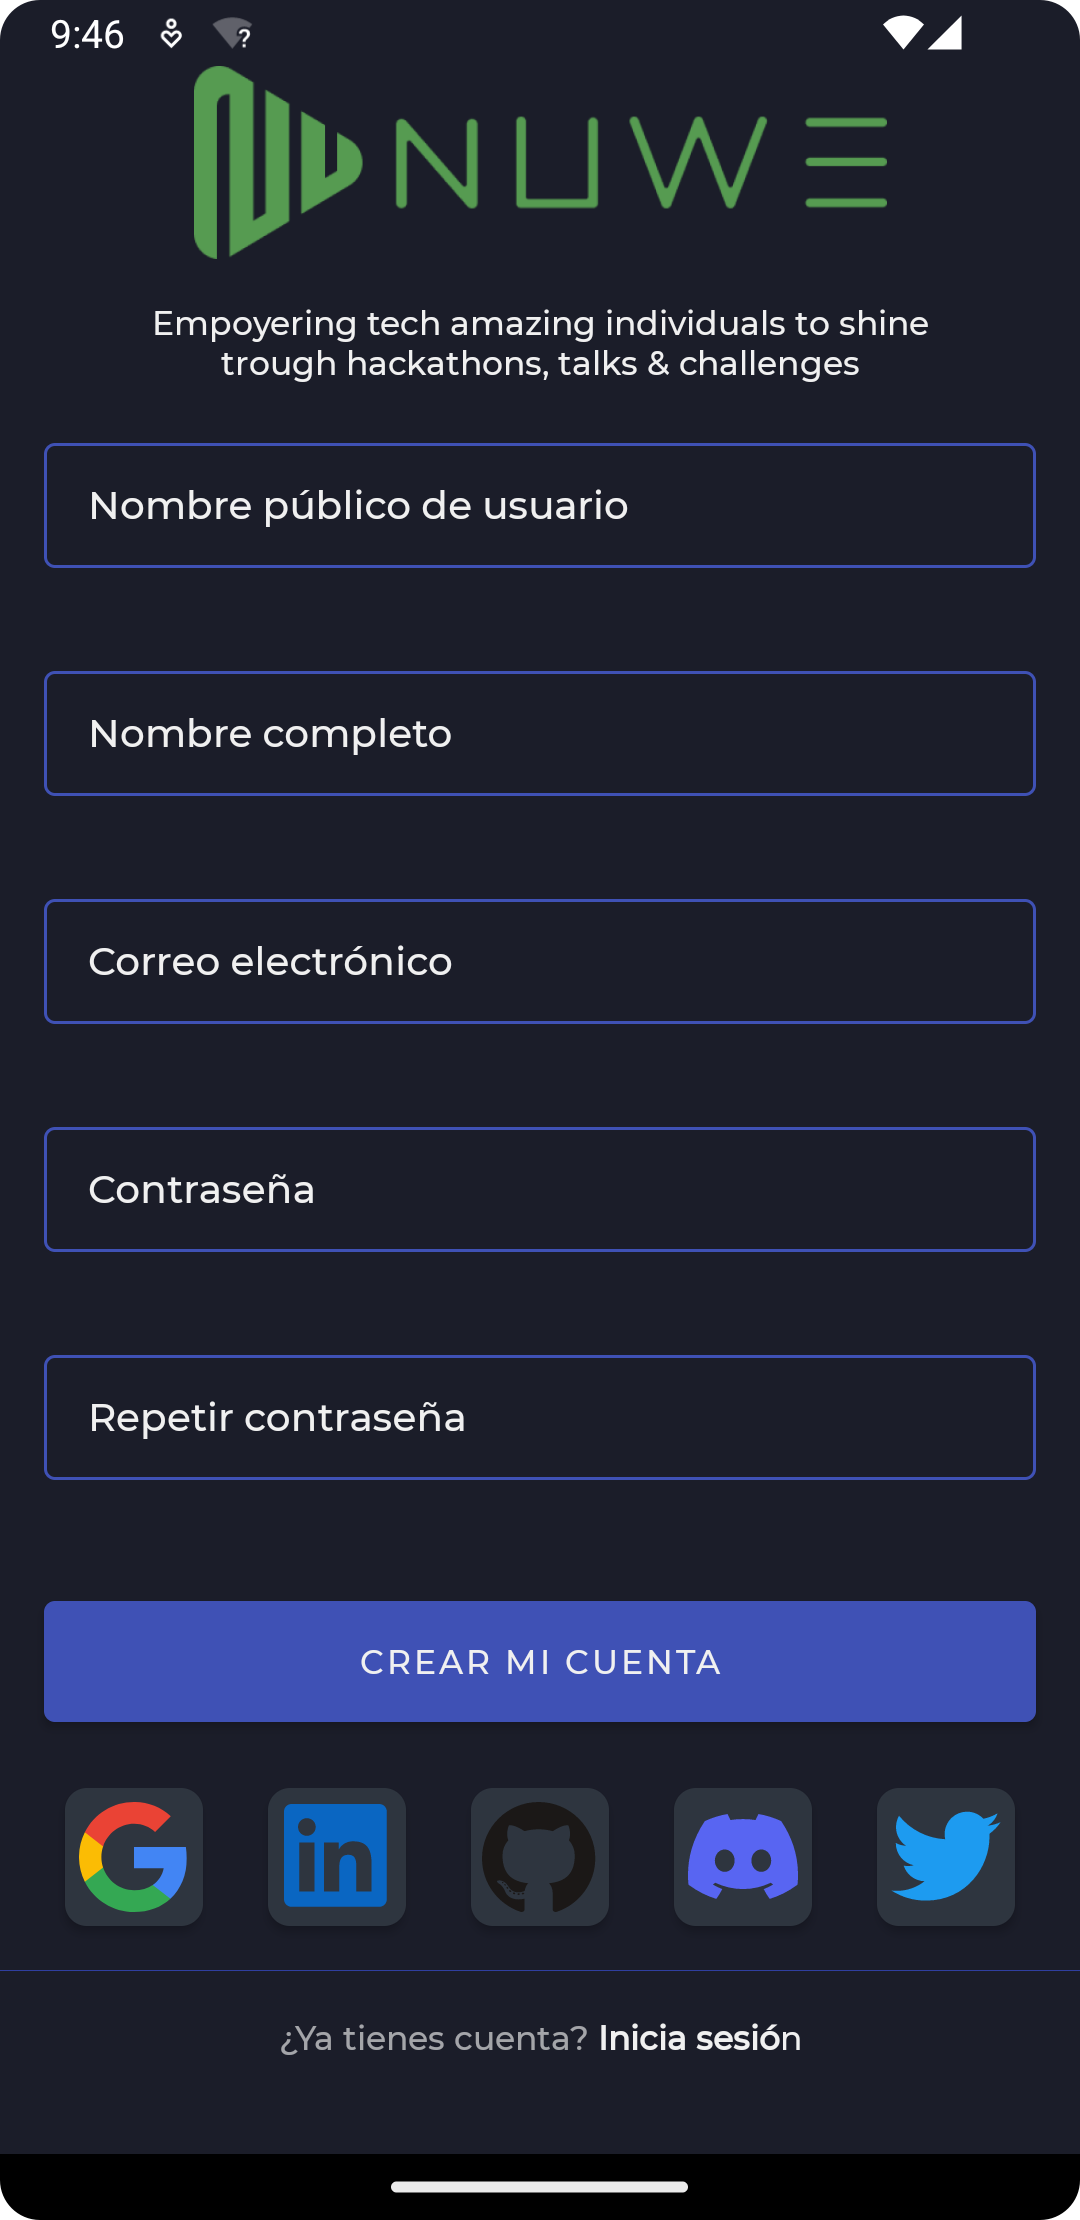 9:46
NUWE
Empoyering tech amazing individuals to shine
trough hackathons, talks & challenges
Nombre público de usuario
Nombre completo
Correo electrónico
Contraseña
Repetir contraseña
CREAR MI CUENTA
¿Ya tienes cuenta? Inicia sesión